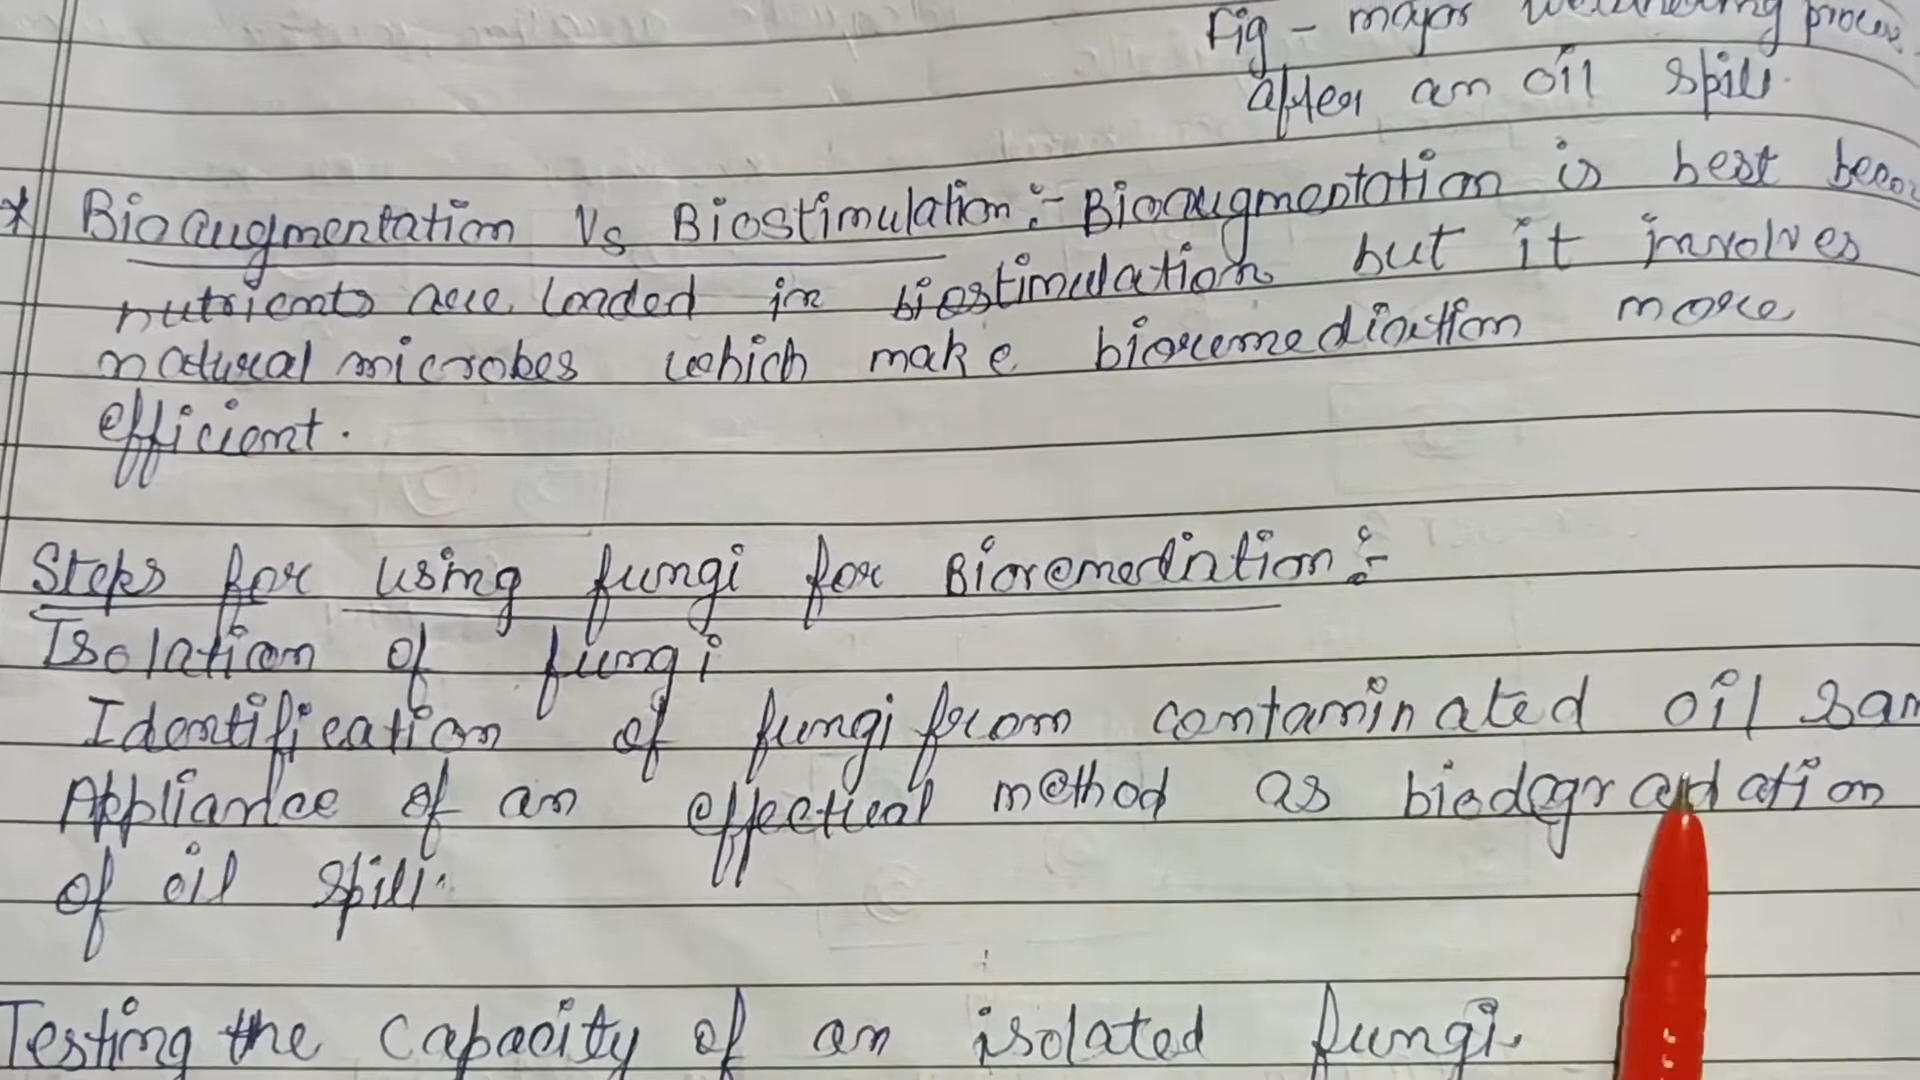 Fig - major weathering proces
after an oil spill.
* Bioaugmentation Vs Biostimulation :- Bioaugmentation is best beca
nutrients are loaded in biostimulation but it involves
natural microbes which make bioremediation more
efficient.
Steps for using fungi for Bioremediation :-
Isolation of fungi
Identification of fungi from contaminated oil sam
Appliance of an effectical method as biodegradation
of oil spill.
Testing the capacity of an isolated fungi.